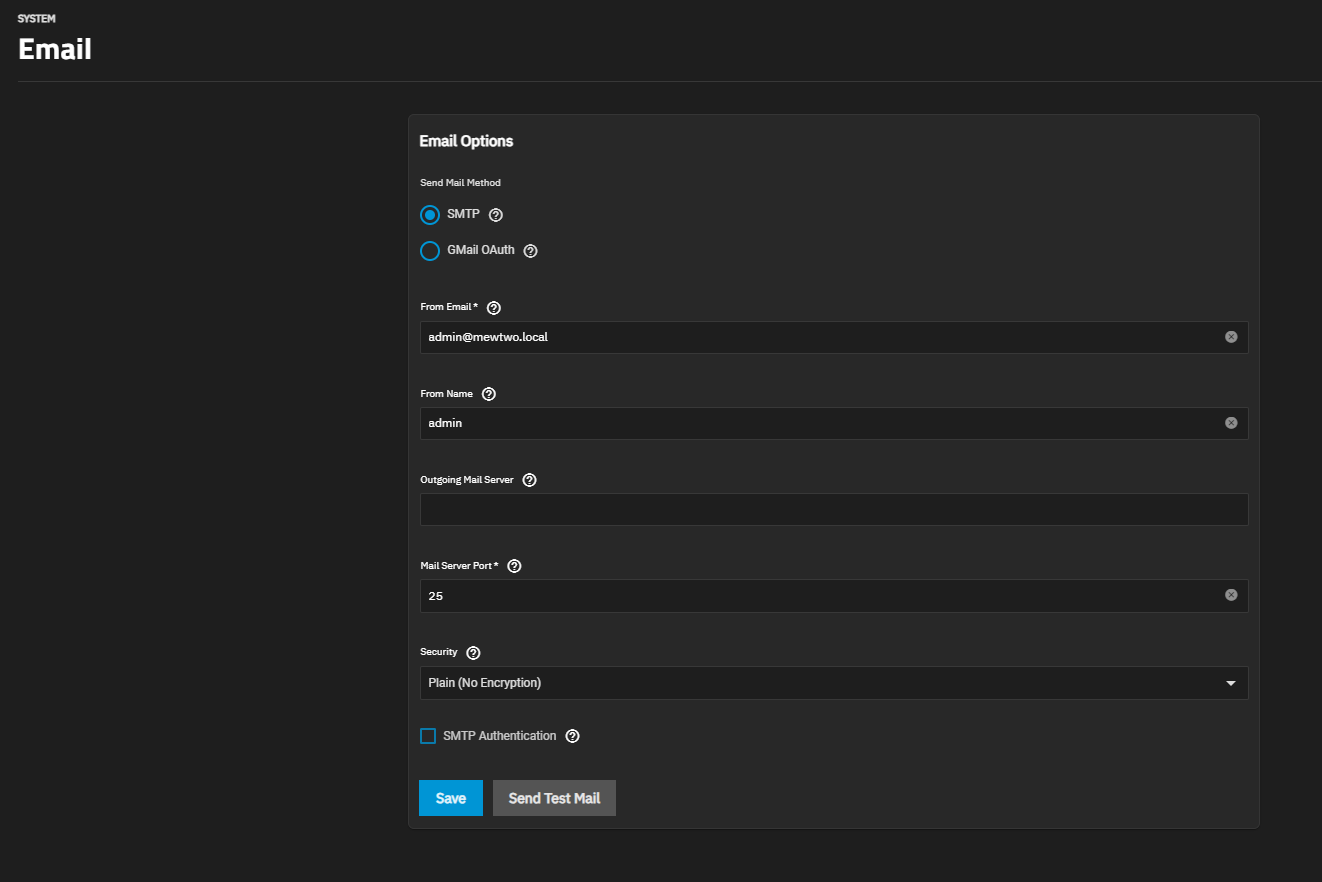 SYSTEM
Email
Email Options
Send Mail Method
SMTP
GMail OAuth
From Email *
admin@mewtwo.local
From Name
admin
Outgoing Mail Server
Mail Server Port *
25
Security
Plain (No Encryption)
SMTP Authentication
Save Send Test Mail